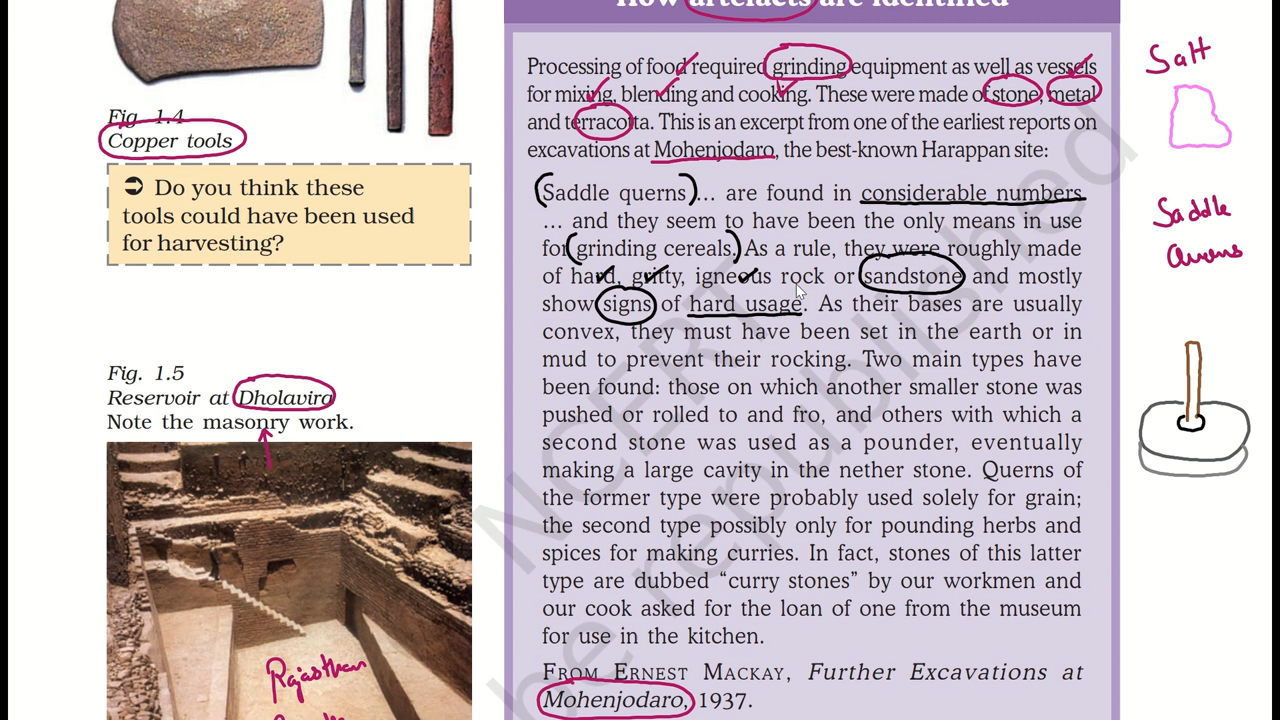 How artefacts are identified
Processing of food required grinding equipment as well as vessels
for mixing, blending and cooking. These were made of stone, metal
and terracotta. This is an excerpt from one of the earliest reports on
excavations at Mohenjodaro, the best-known Harappan site:
Saddle querns … are found in considerable numbers
… and they seem to have been the only means in use
for grinding cereals. As a rule, they were roughly made
of hard, gritty, igneous rock or sandstone and mostly
show signs of hard usage. As their bases are usually
convex, they must have been set in the earth or in
mud to prevent their rocking. Two main types have
been found: those on which another smaller stone was
pushed or rolled to and fro, and others with which a
second stone was used as a pounder, eventually
making a large cavity in the nether stone. Querns of
the former type were probably used solely for grain;
the second type possibly only for pounding herbs and
spices for making curries. In fact, stones of this latter
type are dubbed “curry stones” by our workmen and
our cook asked for the loan of one from the museum
for use in the kitchen.
FROM ERNEST MACKAY, Further Excavations at
Mohenjodaro, 1937.
Fig. 1.4
Copper tools
➲ Do you think these
tools could have been used
for harvesting?
Fig. 1.5
Reservoir at Dholavira
Note the masonry work.
Rajasthan
Salt
Saddle
Querns
NCERT
be republished